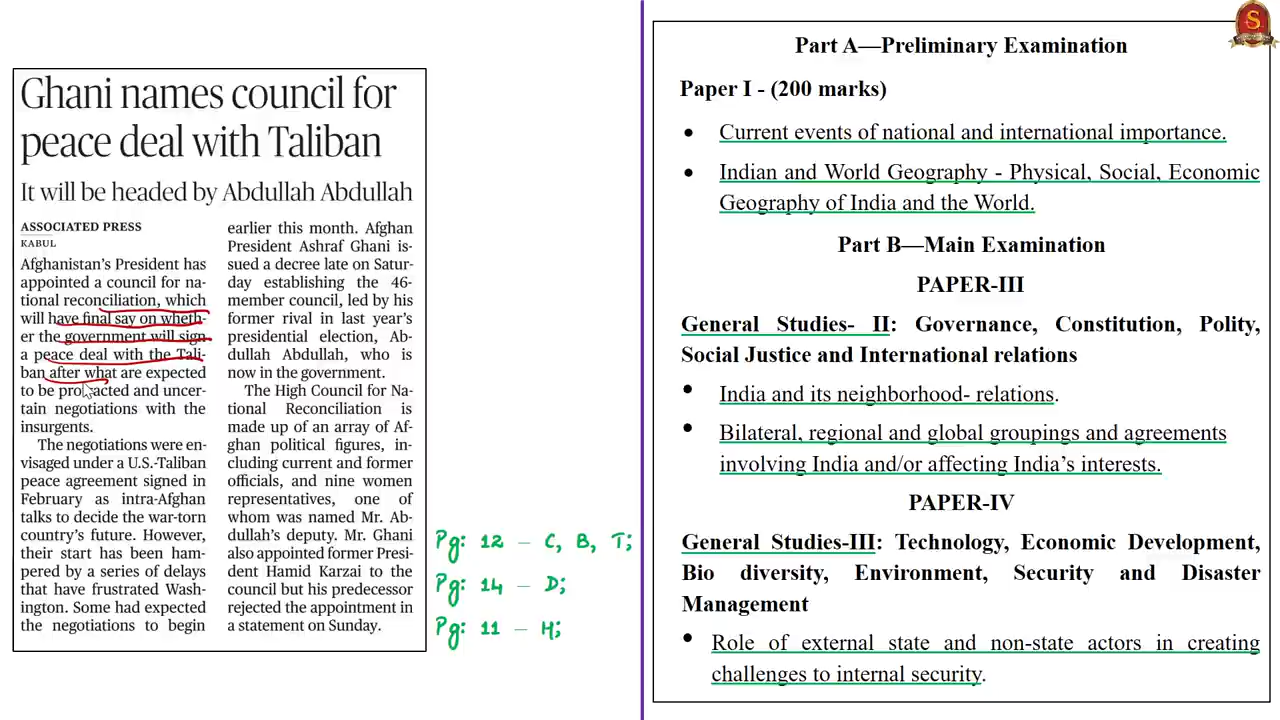 Ghani names council for
peace deal with Taliban
It will be headed by Abdullah Abdullah
ASSOCIATED PRESS
KABUL
Afghanistan's President has
appointed a council for na-
tional reconciliation, which
will have final say on wheth-
er the government will sign
a peace deal with the Tali-
ban after what are expected
to be protracted and uncer-
tain negotiations with the
insurgents.
The negotiations were en-
visaged under a U.S.-Taliban
peace agreement signed in
February as intra-Afghan
talks to decide the war-torn
country's future. However,
their start has been ham-
pered by a series of delays
that have frustrated Wash-
ington. Some had expected
the negotiations to begin
earlier this month. Afghan
President Ashraf Ghani is-
sued a decree late on Satur-
day establishing the 46-
member council, led by his
former rival in last year's
presidential election, Ab-
dullah Abdullah, who is
now in the government.
The High Council for Na-
tional Reconciliation is
made up of an array of Af-
ghan political figures, in-
cluding current and former
officials, and nine women
representatives, one of
whom was named Mr. Ab-
dullah's deputy. Mr. Ghani
also appointed former Presi-
dent Hamid Karzai to the
council but his predecessor
rejected the appointment in
a statement on Sunday.
Pg: 12 – C, B, T;
Pg: 14 – D;
Pg: 11 – H;
S
Part A—Preliminary Examination
Paper I - (200 marks)
• Current events of national and international importance.
• Indian and World Geography - Physical, Social, Economic
Geography of India and the World.
Part B—Main Examination
PAPER-III
General Studies- II: Governance, Constitution, Polity,
Social Justice and International relations
• India and its neighborhood- relations.
• Bilateral, regional and global groupings and agreements
involving India and/or affecting India's interests.
PAPER-IV
General Studies-III: Technology, Economic Development,
Bio diversity, Environment, Security and Disaster
Management
• Role of external state and non-state actors in creating
challenges to internal security.